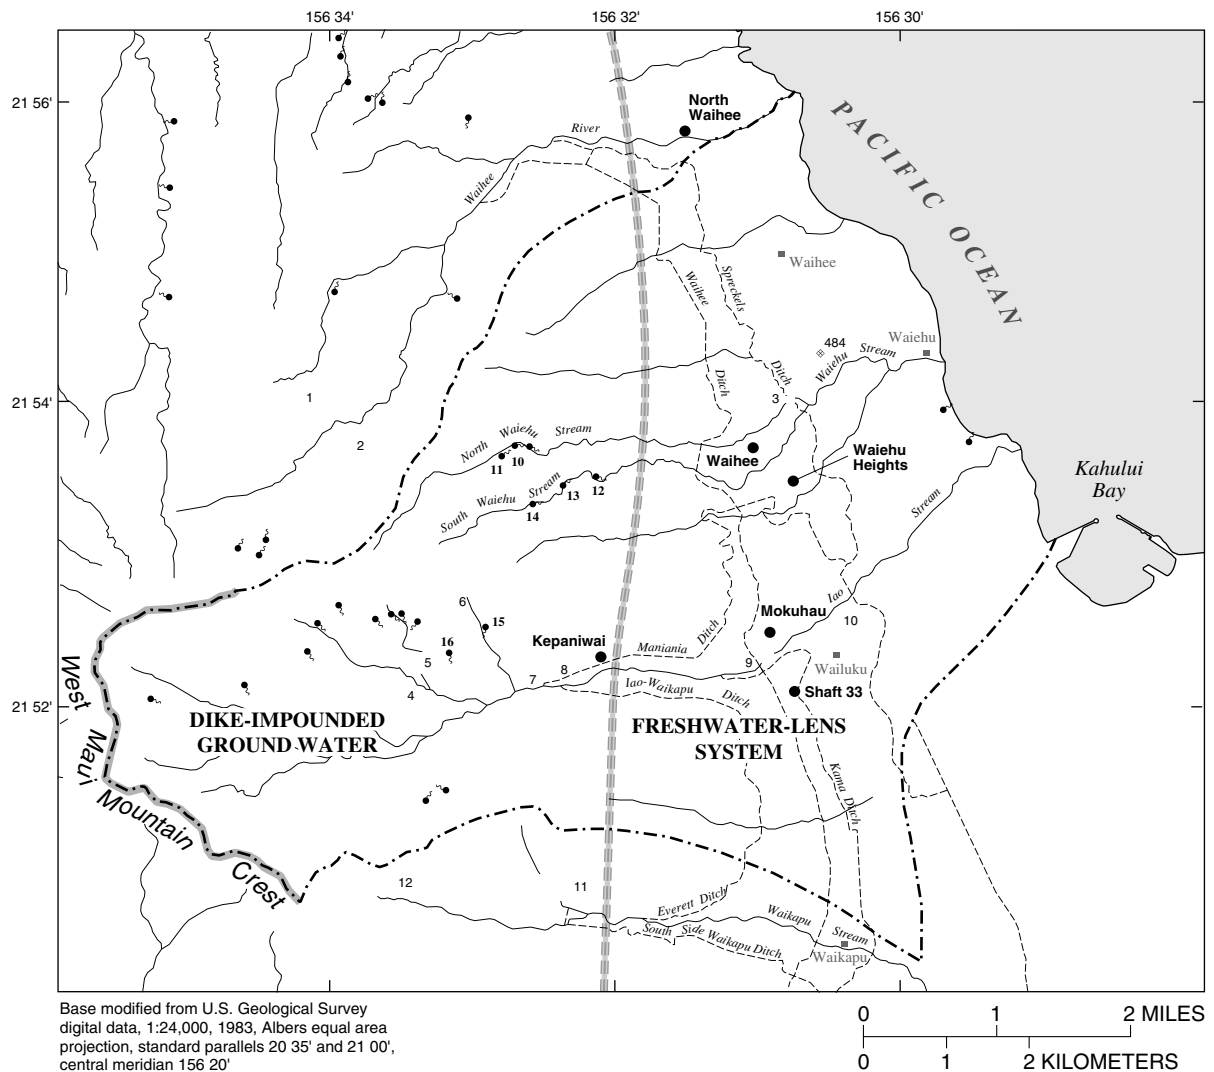 156 34'
156 32'
156 30'
21 56'
21 54'
21 52'
PACIFIC OCEAN
North
Waihee
River
Waihee
Waihee
Waihee
Ditch
Spreckels
Ditch
484
Waiehu
Waiehu
Stream
1
2
3
North
Waiehu
Stream
11
10
Waihee
Waiehu
Heights
South
Waiehu
Stream
14
13
12
Kahului
Bay
Stream
Iao
6
15
16
5
4
Kepaniwai
Maniania
Ditch
Mokuhau
10
Wailuku
7
8
9
Iao-Waikapu
Ditch
Shaft 33
West
Maui
Mountain
Crest
DIKE-IMPOUNDED
GROUND WATER
FRESHWATER-LENS
SYSTEM
Kama Ditch
12
11
Everett Ditch
Waikapu
Stream
South Side Waikapu Ditch
Waikapu
Base modified from U.S. Geological Survey
digital data, 1:24,000, 1983, Albers equal area
projection, standard parallels 20 35' and 21 00',
central meridian 156 20'
0 1 2 MILES
0 1 2 KILOMETERS